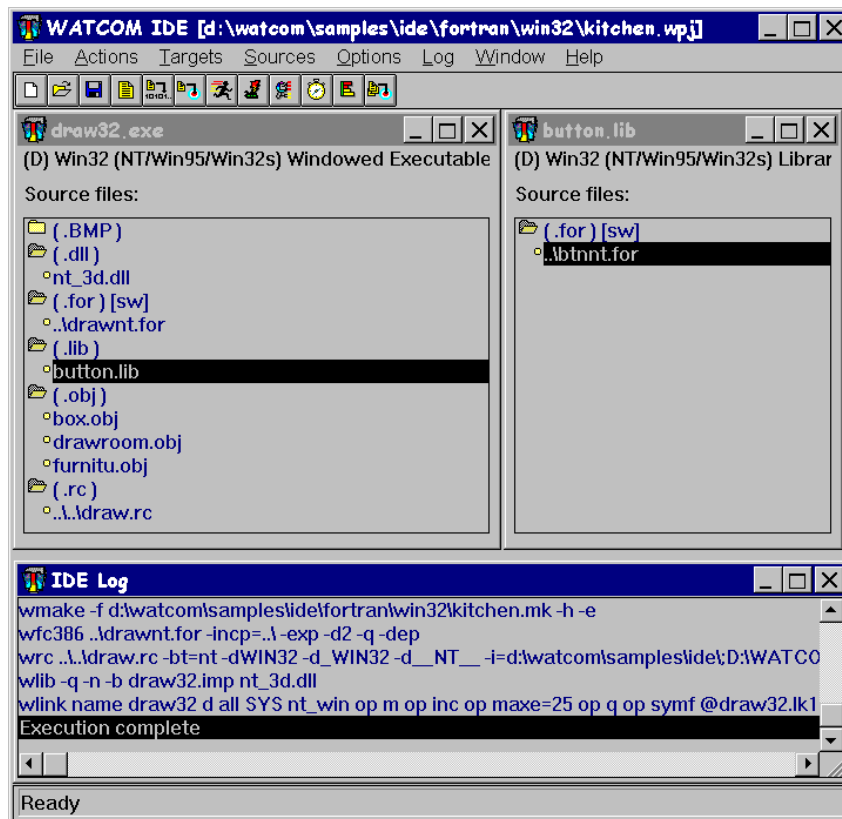 WATCOM IDE [d:\watcom\samples\ide\fortran\win32\kitchen.wpj]
File Actions Targets Sources Options Log Window Help
draw32.exe
(D) Win32 (NT/Win95/Win32s) Windowed Executable
Source files:
( .BMP )
( .dll )
nt_3d.dll
( .for ) [sw]
..\drawnt.for
( .lib )
button.lib
( .obj )
box.obj
drawroom.obj
furnitu.obj
( .rc )
..\..\draw.rc
button.lib
(D) Win32 (NT/Win95/Win32s) Librar
Source files:
( .for ) [sw]
..\btnnt.for
IDE Log
wmake -f d:\watcom\samples\ide\fortran\win32\kitchen.mk -h -e
wfc386 ..\drawnt.for -incp=..\ -exp -d2 -q -dep
wrc ..\..\draw.rc -bt=nt -dWIN32 -d_WIN32 -d__NT__ -i=d:\watcom\samples\ide\;D:\WATCO
wlib -q -n -b draw32.imp nt_3d.dll
wlink name draw32 d all SYS nt_win op m op inc op maxe=25 op q op symf @draw32.lk1
Execution complete
Ready